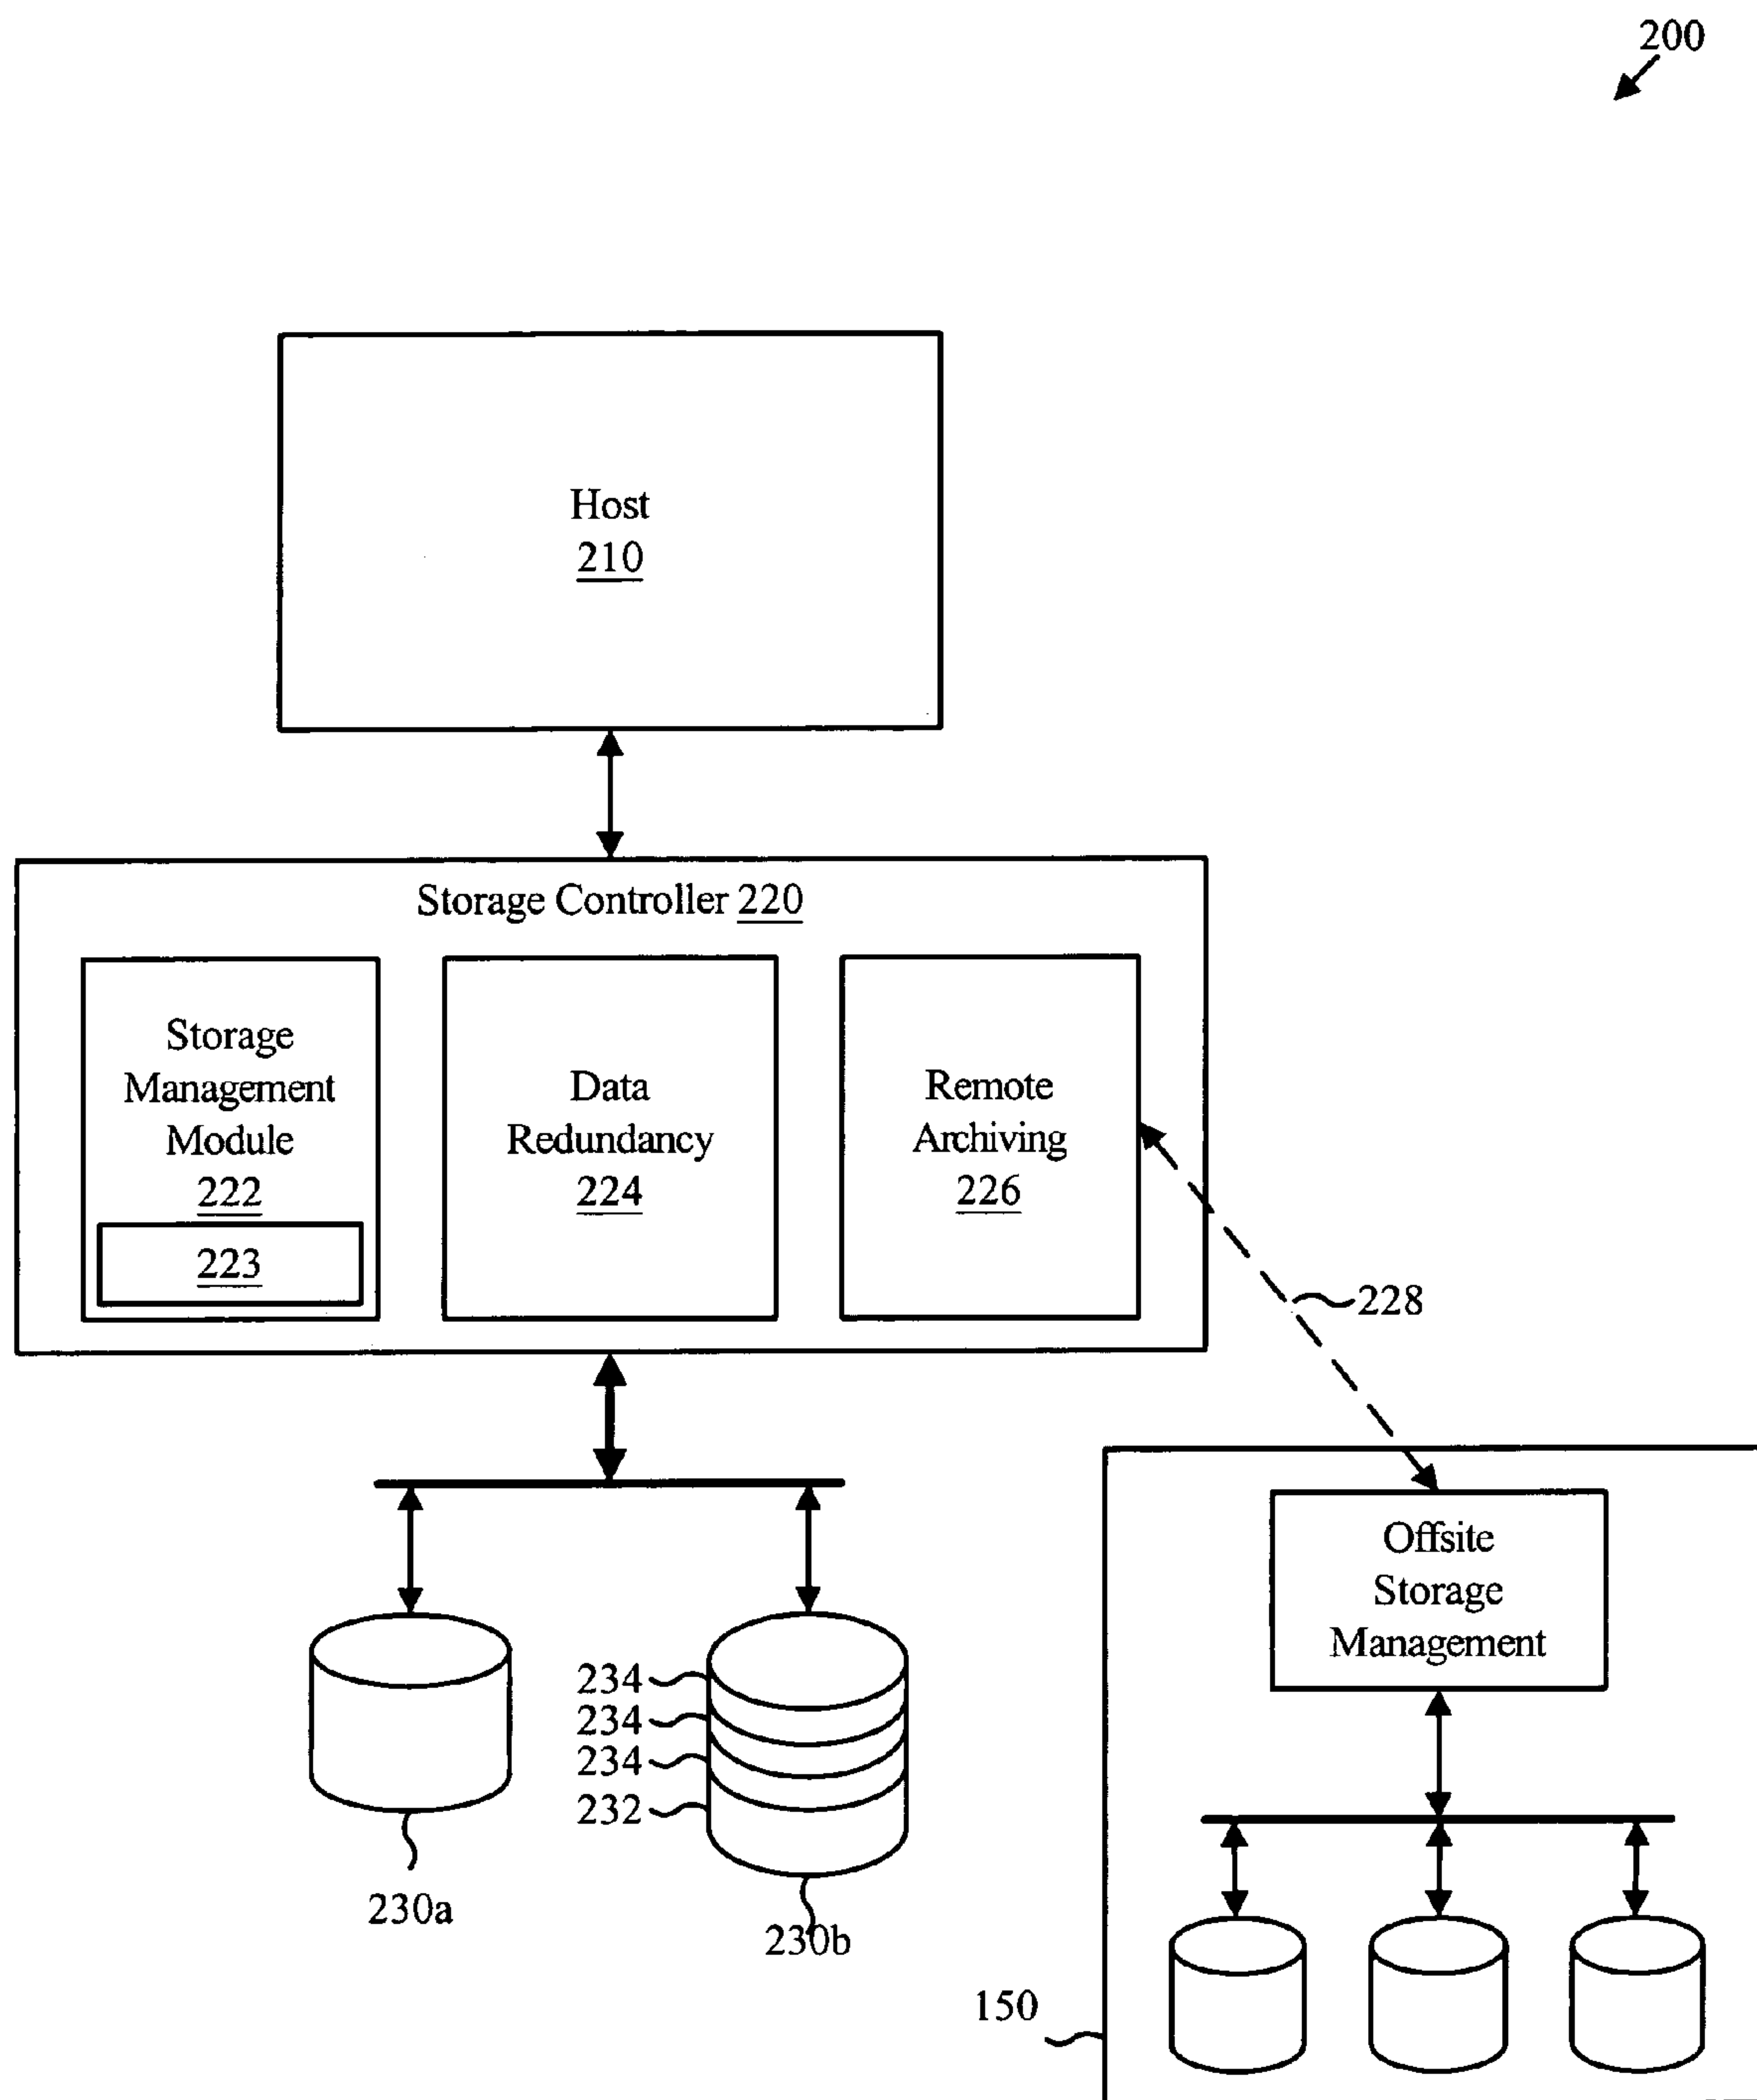 200
Host
210
Storage Controller 220
Storage
Management
Module
222
223
Data
Redundancy
224
Remote
Archiving
226
228
Offsite
Storage
Management
234
234
234
232
230a
230b
150